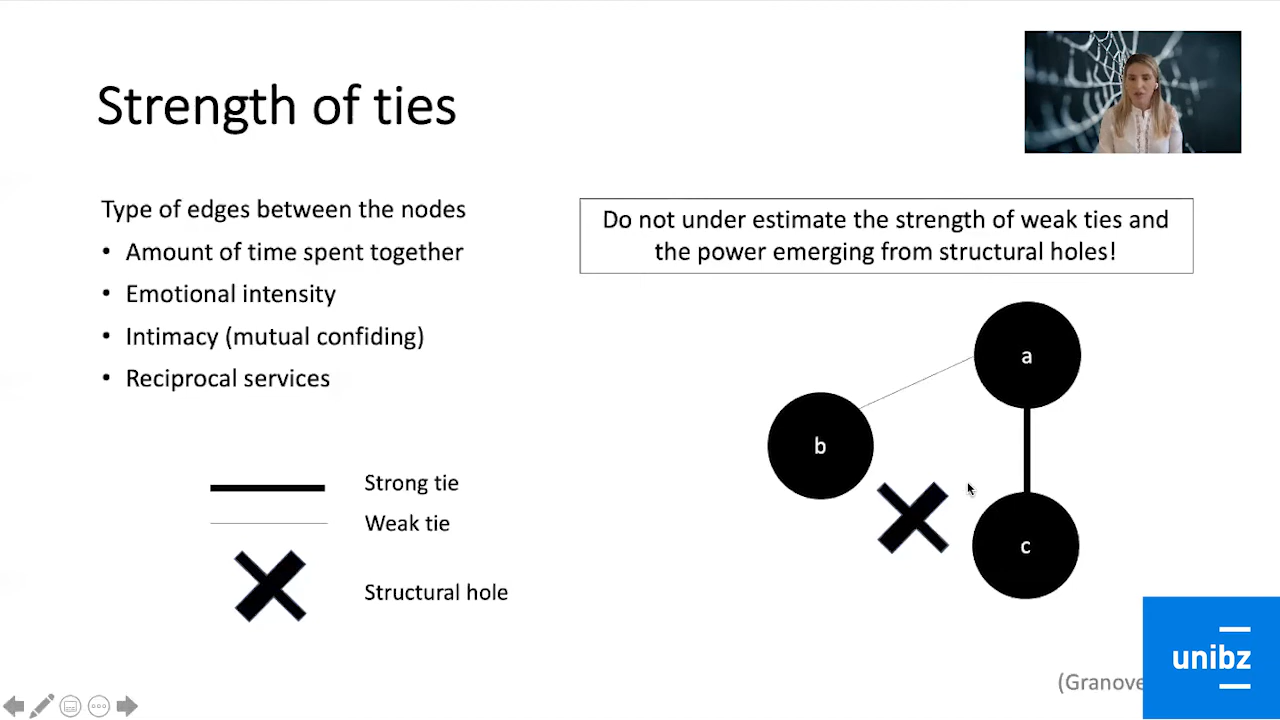 Strength of ties
Type of edges between the nodes
• Amount of time spent together
• Emotional intensity
• Intimacy (mutual confiding)
• Reciprocal services
Do not under estimate the strength of weak ties and
the power emerging from structural holes!
a
b
c
Strong tie
Weak tie
Structural hole
(Granove
unibz